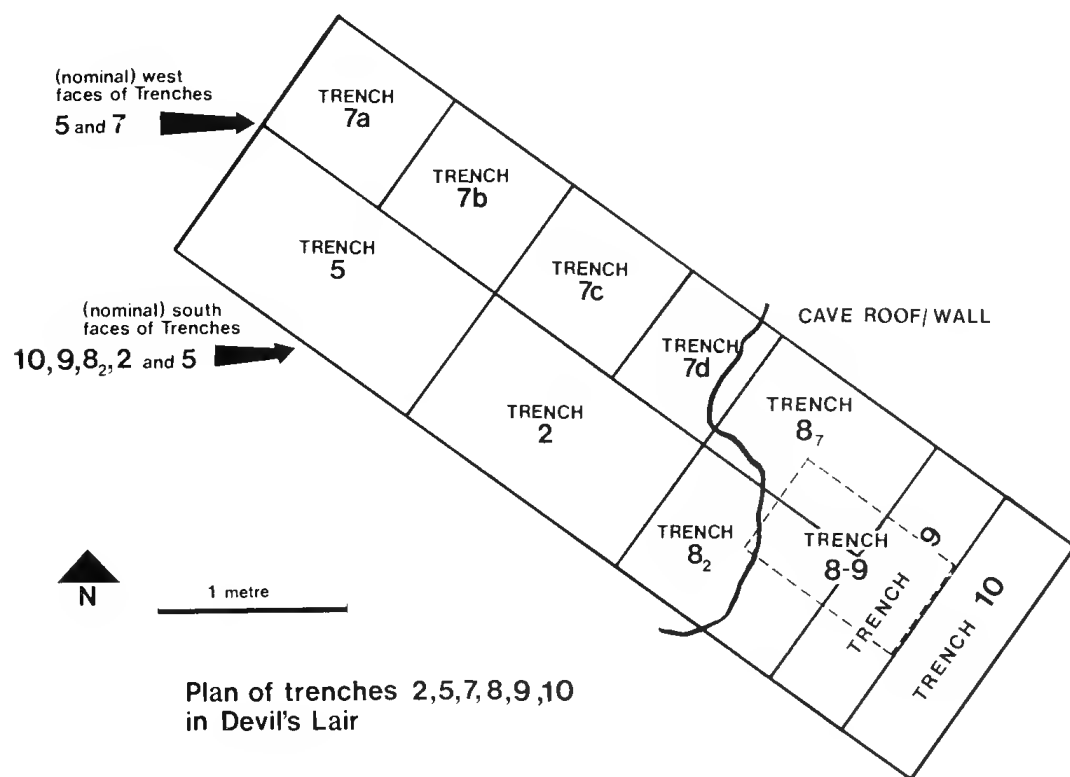 (nominal) west
faces of Trenches
5 and 7
TRENCH
7a
TRENCH
7b
TRENCH
5
TRENCH
7c
(nominal) south
faces of Trenches
10, 9, 8₂, 2 and 5
CAVE ROOF/WALL
TRENCH
7d
TRENCH
2
TRENCH
8₇
TRENCH
8₂
TRENCH
8-9
TRENCH 9
TRENCH 10
N
1 metre
Plan of trenches 2,5,7,8,9,10
in Devil's Lair